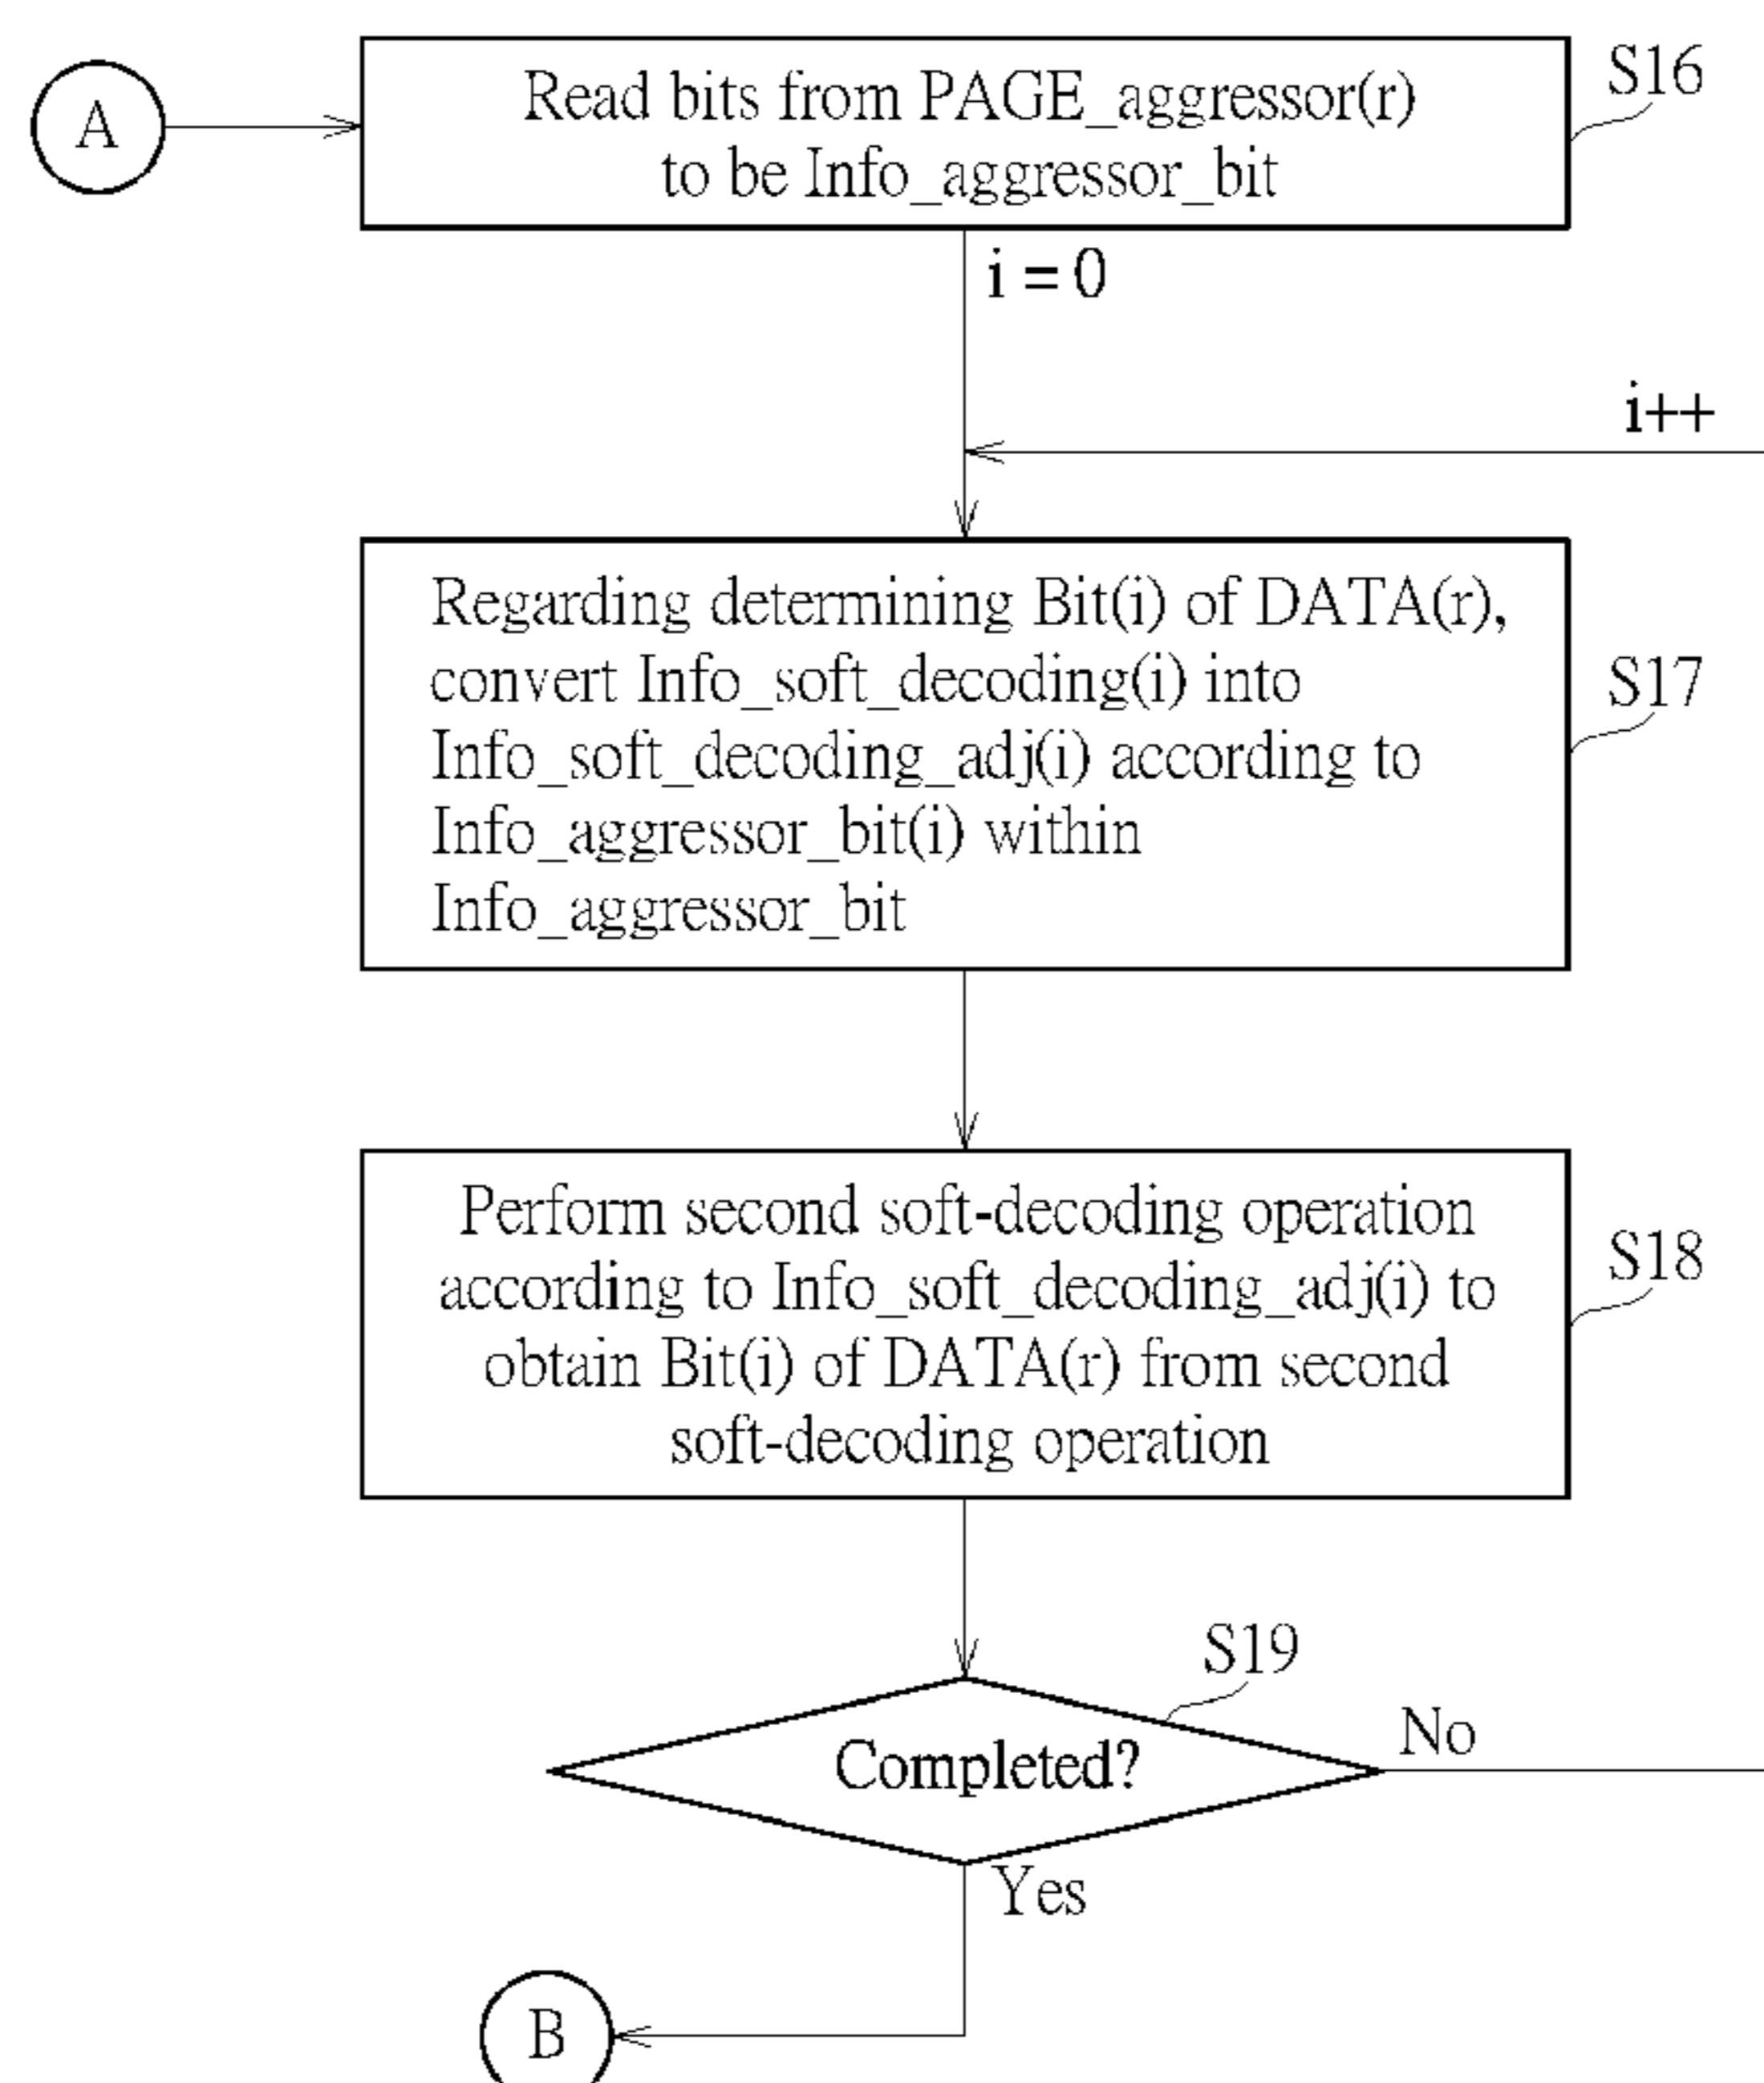 A
Read bits from PAGE_aggressor(r)
to be Info_aggressor_bit
S16
i = 0
i++
Regarding determining Bit(i) of DATA(r),
convert Info_soft_decoding(i) into
Info_soft_decoding_adj(i) according to
Info_aggressor_bit(i) within
Info_aggressor_bit
S17
Perform second soft-decoding operation
according to Info_soft_decoding_adj(i) to
obtain Bit(i) of DATA(r) from second
soft-decoding operation
S18
S19
Completed?
No
Yes
B